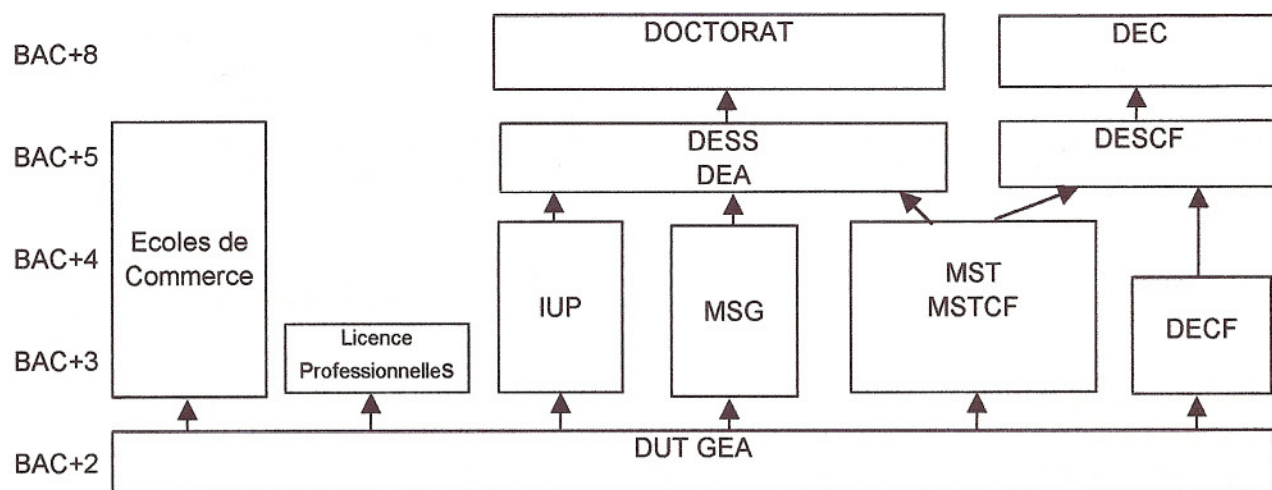 BAC+8
DOCTORAT
DEC
BAC+5
DESS
DEA
DESCF
BAC+4
Ecoles de
Commerce
IUP
MSG
MST
MSTCF
DECF
BAC+3
Licence
ProfessionnelleS
BAC+2
DUT GEA